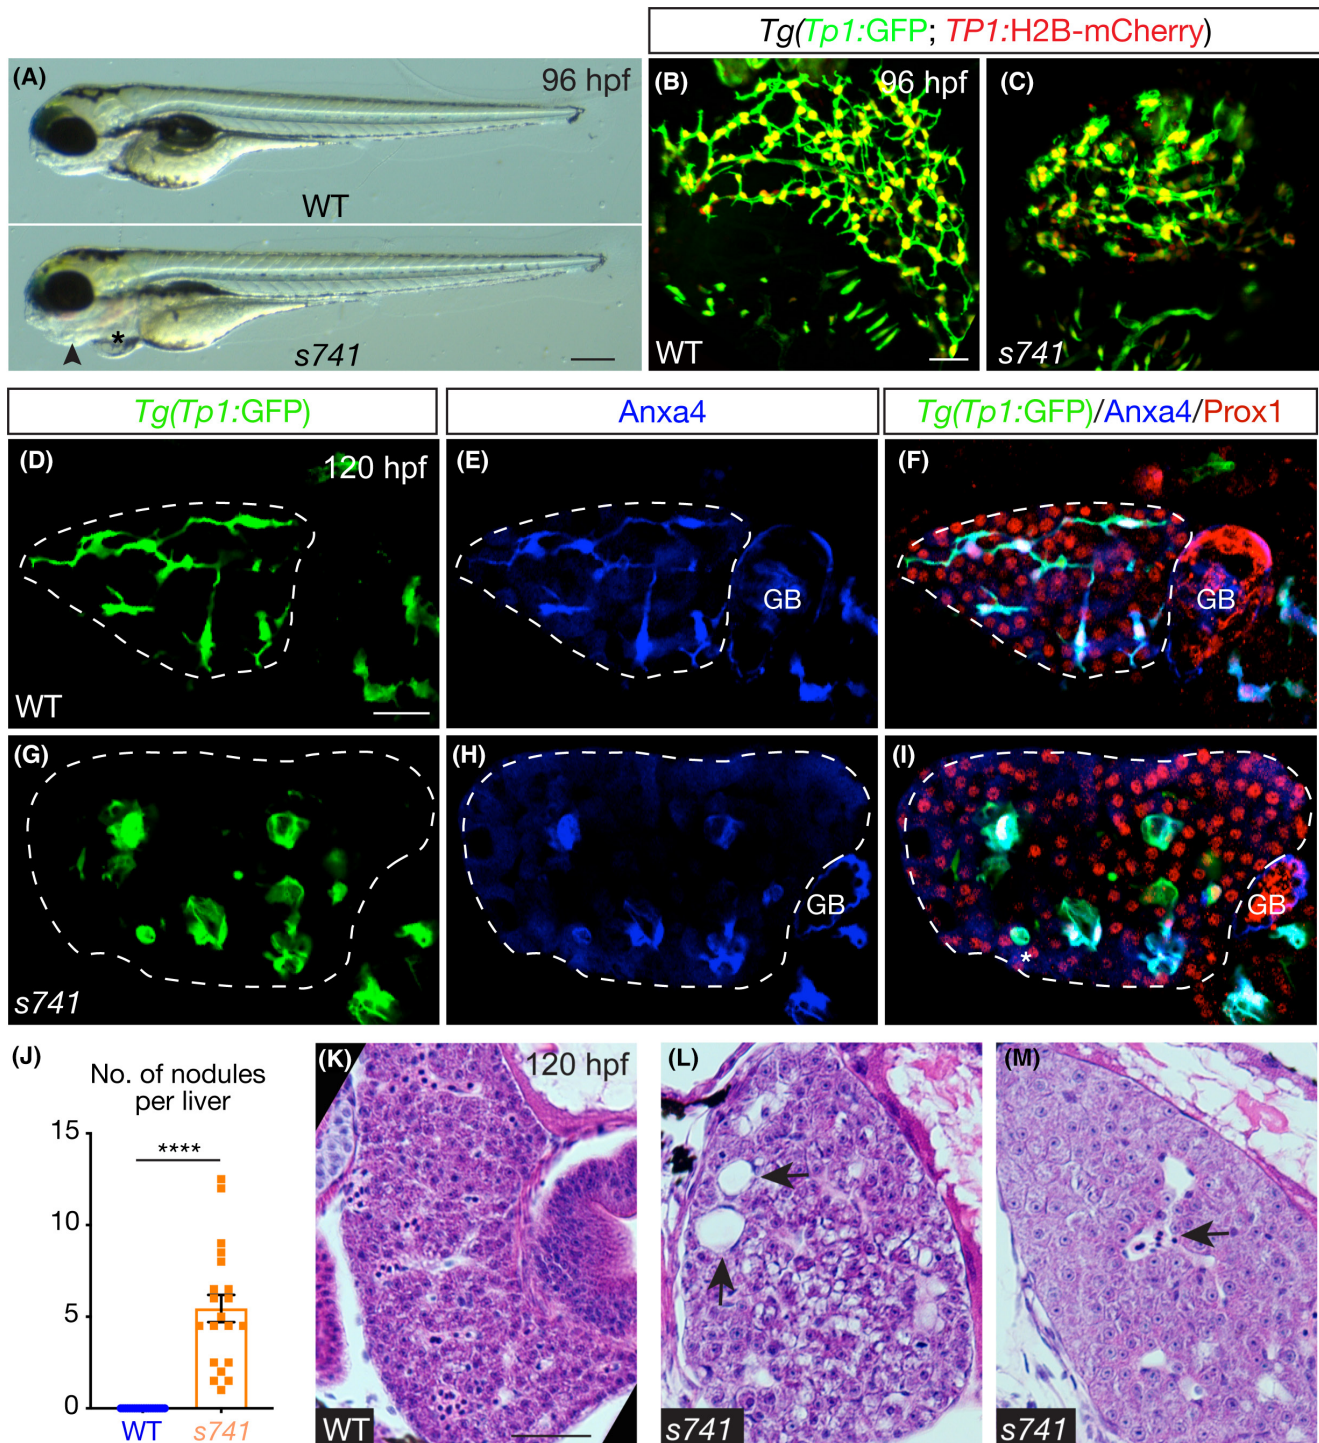 Tg(Tp1:GFP; TP1:H2B-mCherry)
(A) 96 hpf
WT
*
s741
(B) 96 hpf
WT
(C)
s741
Tg(Tp1:GFP)
Anxa4
Tg(Tp1:GFP)/Anxa4/Prox1
(D) 120 hpf
WT
(E)
GB
(F)
GB
(G)
s741
(H)
GB
(I)
GB
*
(J)
No. of nodules
per liver
15
10
5
0
****
WT s741
(K) 120 hpf
WT
(L)
s741
(M)
s741